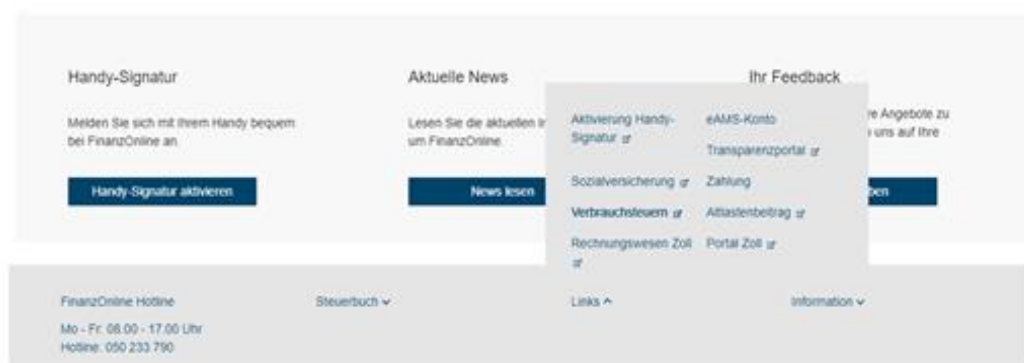 Handy-Signatur
Melden Sie sich mit Ihrem Handy bequem
bei FinanzOnline an.
Handy-Signatur aktivieren
Aktuelle News
Lesen Sie die aktuellen
um FinanzOnline.
News lesen
Ihr Feedback
Angebote zu
uns auf Ihre
Aktivierung Handy-
Signatur
Sozialversicherung
Verbrauchsteuern
Rechnungswesen Zoll
eAMS-Konto
Transparenzportal
Zahlung
Altlastenbeitrag
Portal Zoll
FinanzOnline Hotline
Mo - Fr: 08.00 - 17.00 Uhr
Hotline: 050 233 790
Steuerbuch
Links
Information